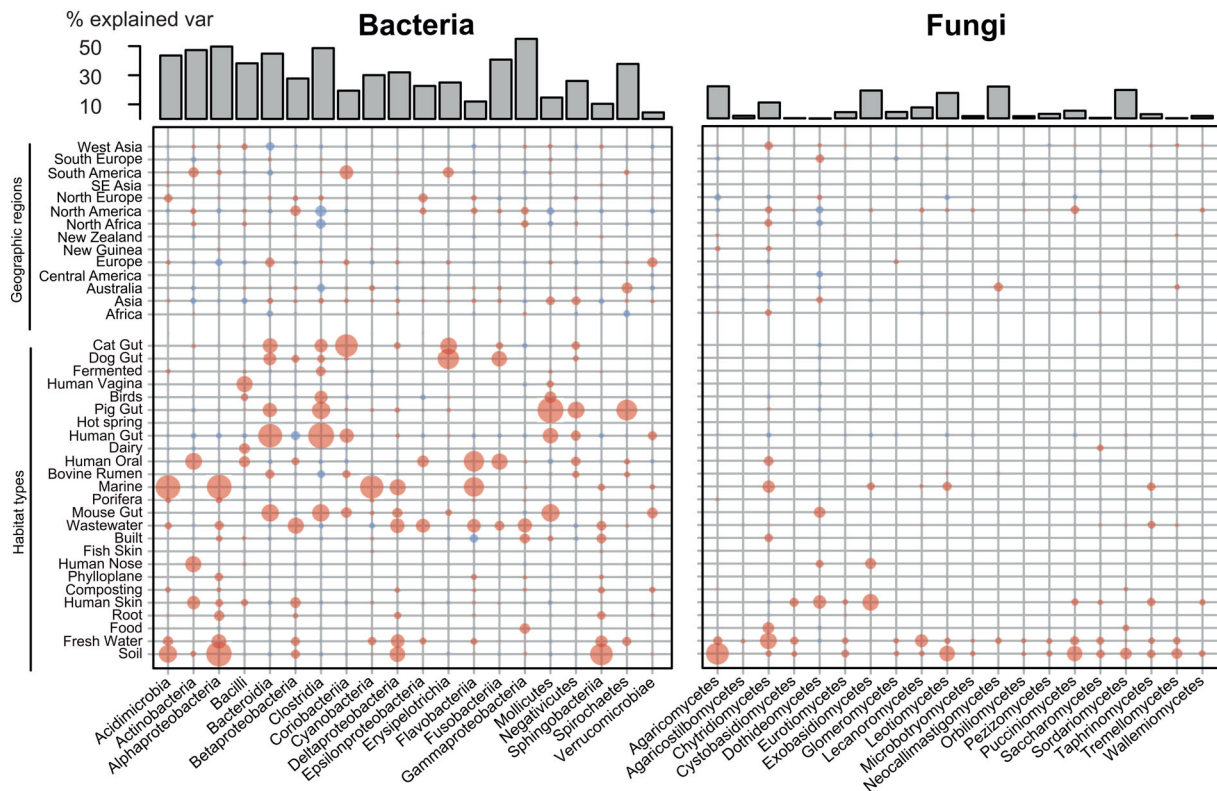 % explained var
Bacteria
Fungi
50
30
10
Geographic regions
West Asia
South Europe
South America
SE Asia
North Europe
North America
North Africa
New Zealand
New Guinea
Europe
Central America
Australia
Asia
Africa
Habitat types
Cat Gut
Dog Gut
Fermented
Human Vagina
Birds
Pig Gut
Hot spring
Human Gut
Dairy
Human Oral
Bovine Rumen
Marine
Porifera
Mouse Gut
Wastewater
Built
Fish Skin
Human Nose
Phylloplane
Composting
Human Skin
Root
Food
Fresh Water
Soil
Acidimicrobiia
Actinobacteria
Alphaproteobacteria
Bacilli
Bacteroidia
Betaproteobacteria
Clostridia
Coriobacteriia
Cyanobacteria
Deltaproteobacteria
Epsilonproteobacteria
Erysipelotrichia
Flavobacteriia
Fusobacteriia
Gammaproteobacteria
Mollicutes
Negativicutes
Sphingobacteriia
Spirochaetes
Verrucomicrobiae
Agaricomycetes
Agaricostilbomycetes
Chytridiomycetes
Cystobasidiomycetes
Dothideomycetes
Eurotiomycetes
Exobasidiomycetes
Glomeromycetes
Lecanoromycetes
Leotiomycetes
Microbotryomycetes
Neocallimastigomycetes
Orbiliomycetes
Pezizomycetes
Pucciniomycetes
Saccharomycetes
Sordariomycetes
Taphrinomycetes
Tremellomycetes
Wallemiomycetes